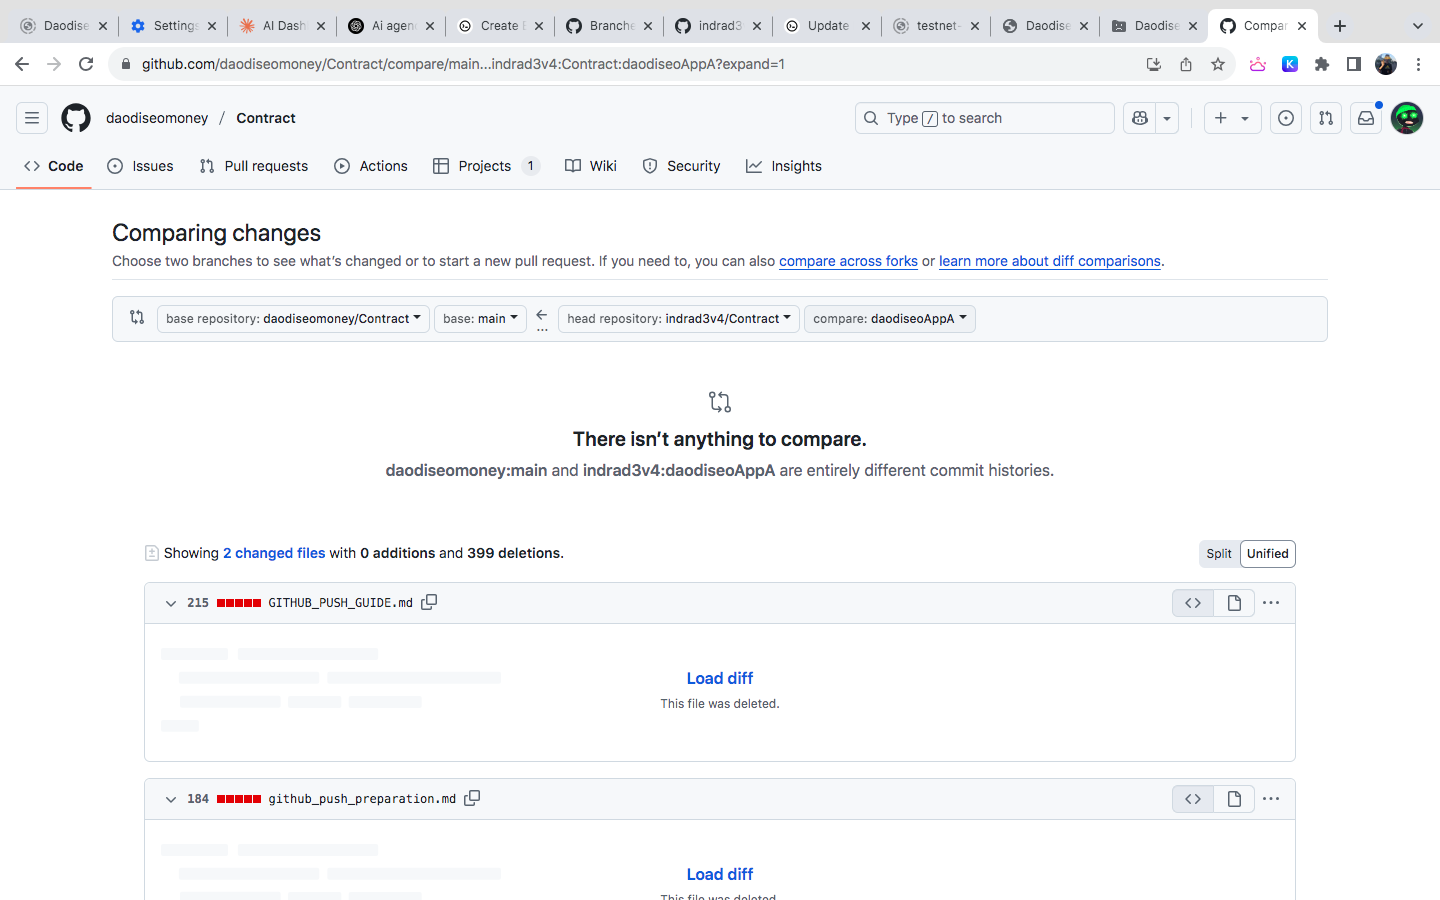 Daodise
Settings
AI Dash
Ai agen
Create
Branche
indrad3
Update
testnet-
Daodise
Daodise
Compar
github.com/daodiseomoney/Contract/compare/main...indrad3v4:Contract:daodiseoAppA?expand=1
daodiseomoney / Contract
Type / to search
Code
Issues
Pull requests
Actions
Projects 1
Wiki
Security
Insights
Comparing changes
Choose two branches to see what's changed or to start a new pull request. If you need to, you can also compare across forks or learn more about diff comparisons.
base repository: daodiseomoney/Contract
base: main
...
head repository: indrad3v4/Contract
compare: daodiseoAppA
There isn't anything to compare.
daodiseomoney:main and indrad3v4:daodiseoAppA are entirely different commit histories.
Showing 2 changed files with 0 additions and 399 deletions.
Split
Unified
215 GITHUB_PUSH_GUIDE.md
Load diff
This file was deleted.
184 github_push_preparation.md
Load diff
This file was deleted.